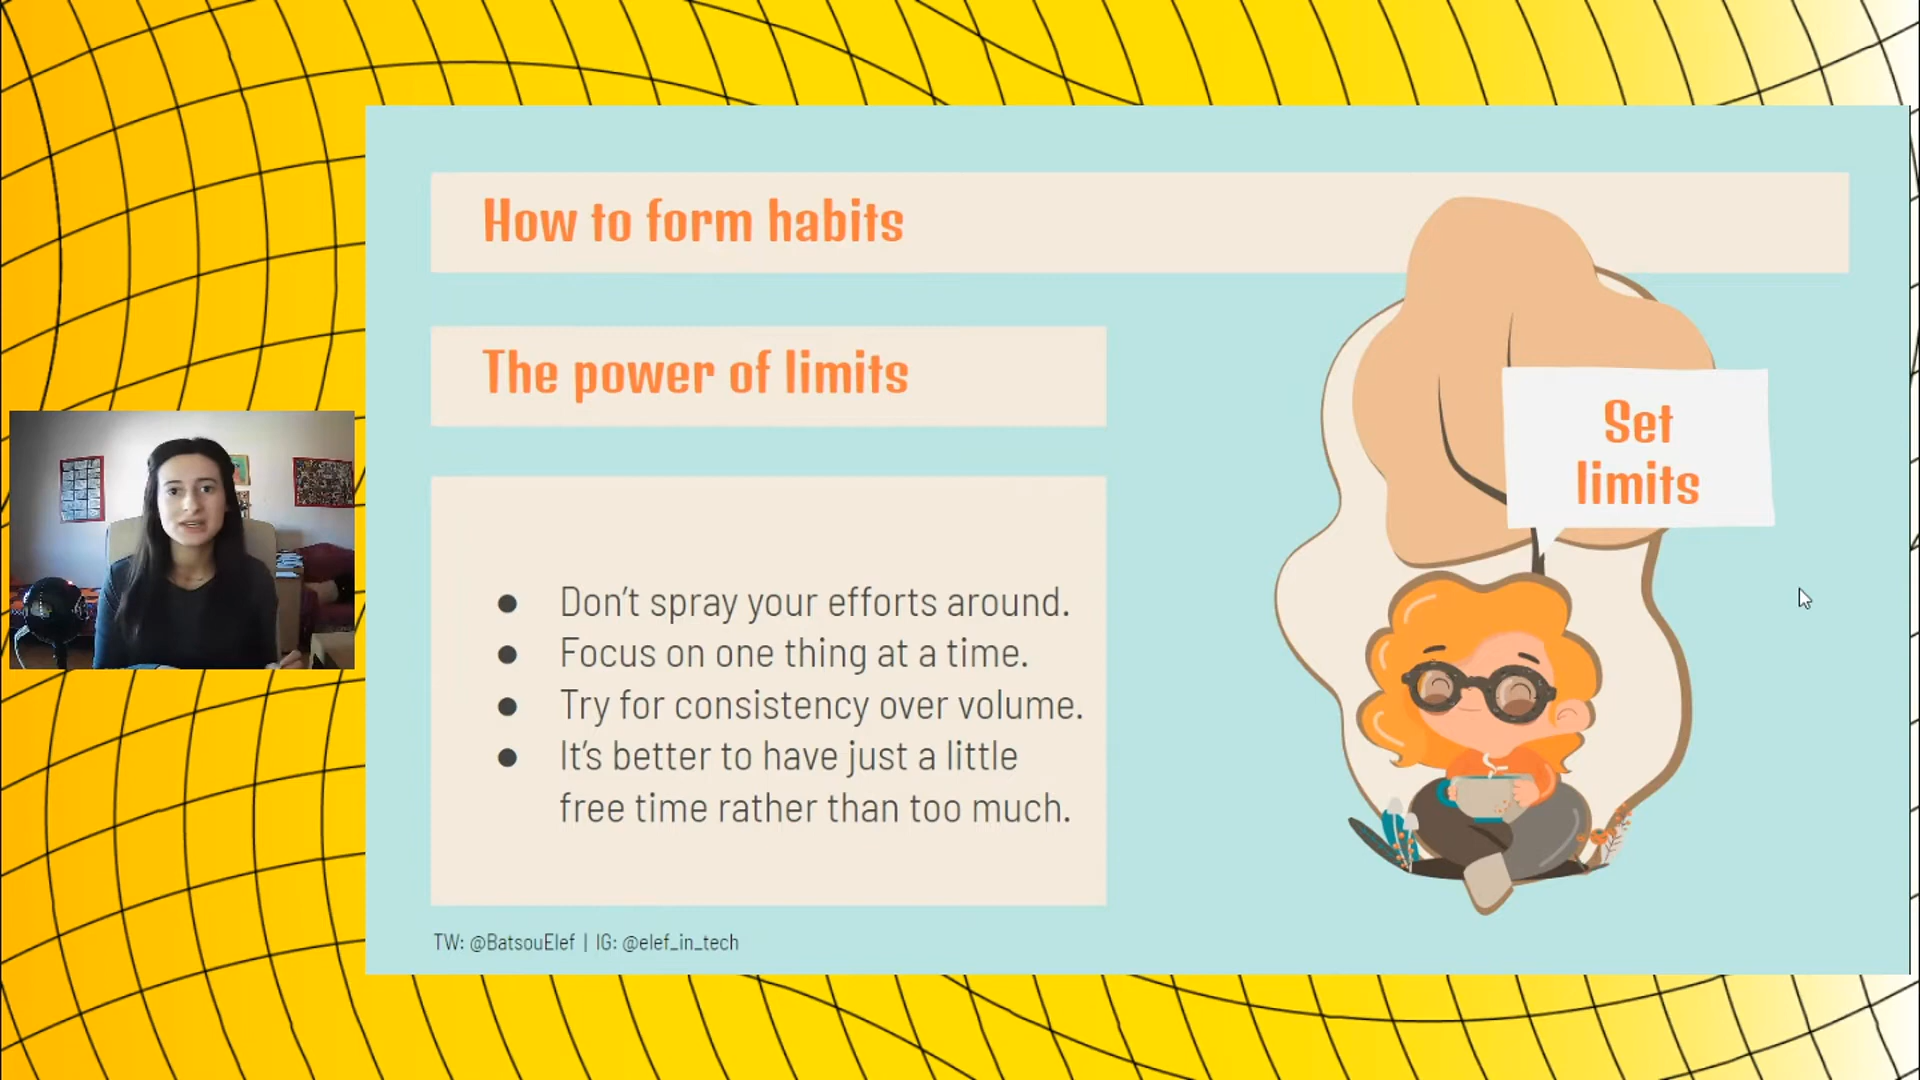 How to form habits
The power of limits
Set
limits
● Don't spray your efforts around.
● Focus on one thing at a time.
● Try for consistency over volume.
● It's better to have just a little
free time rather than too much.
TW: @BatsouElef | IG: @elef_in_tech